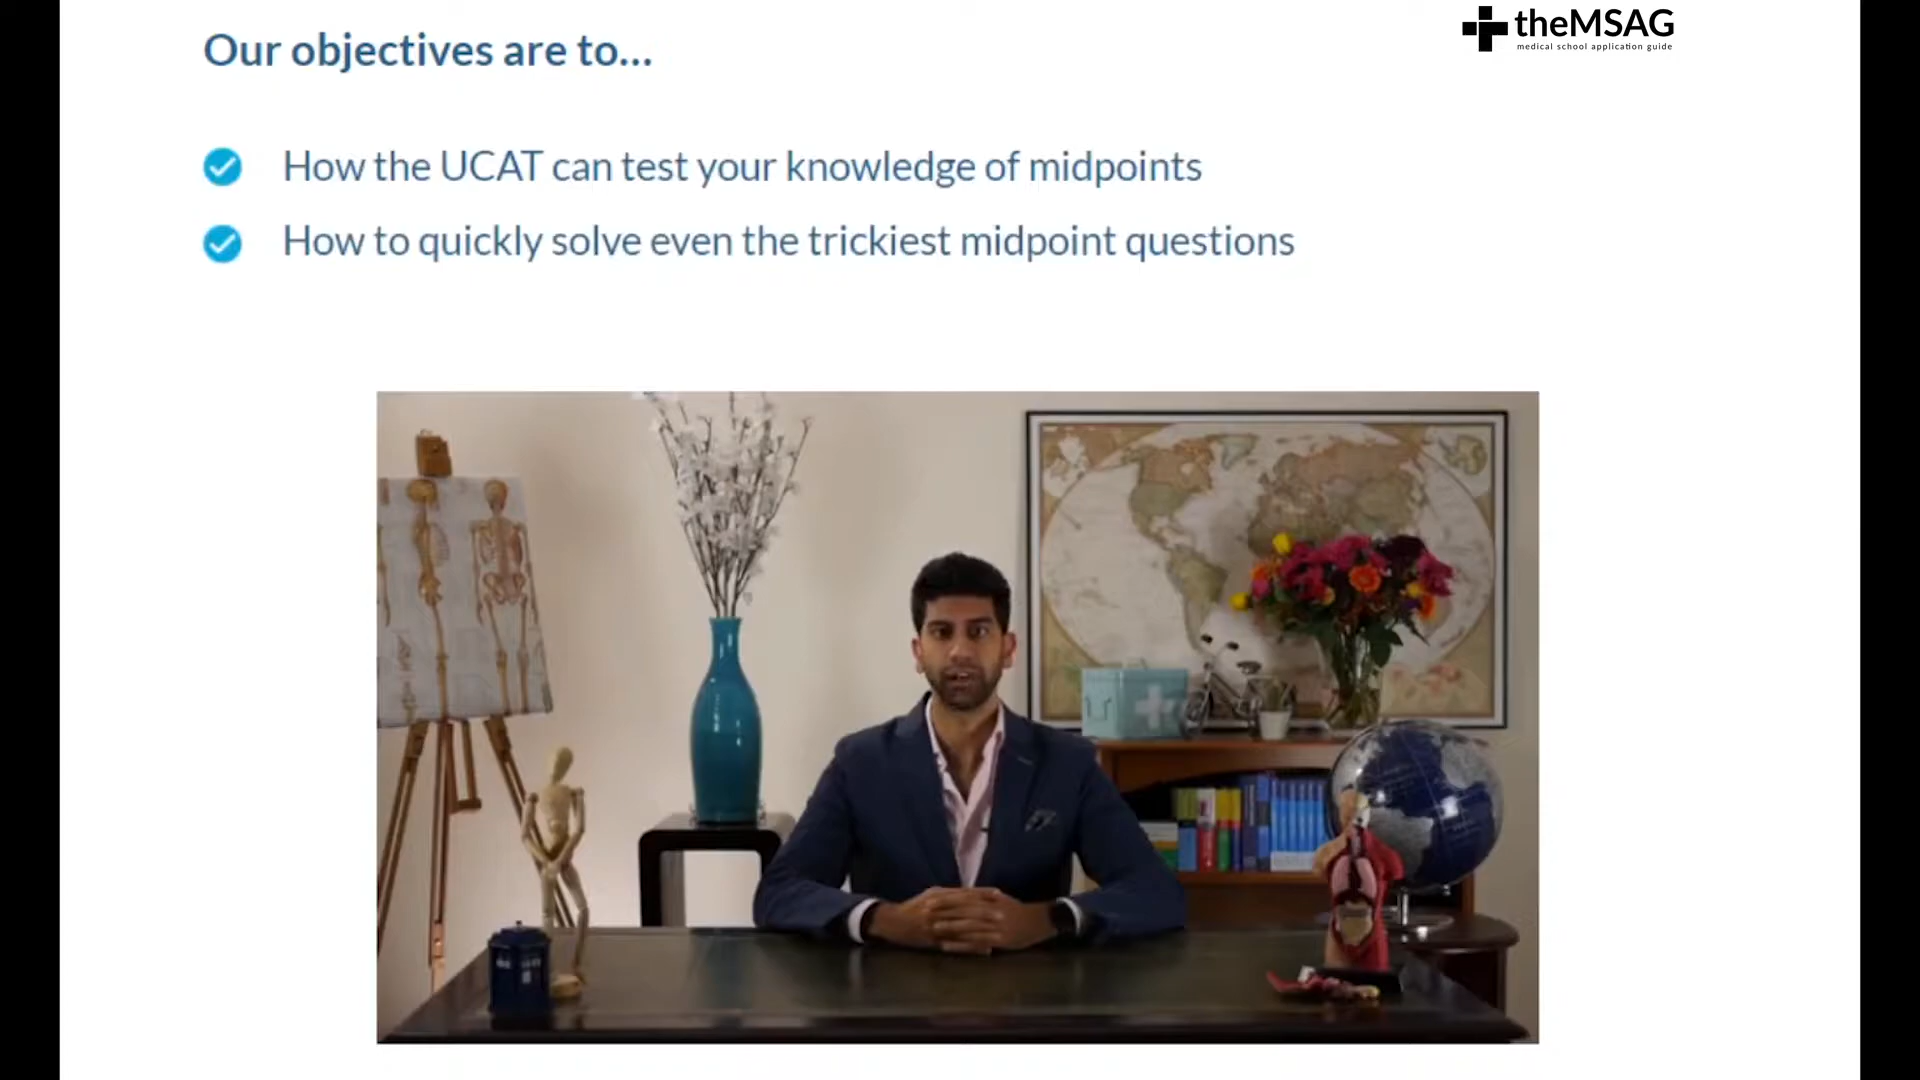 Our objectives are to...
theMSAG
medical school application guide
How the UCAT can test your knowledge of midpoints
How to quickly solve even the trickiest midpoint questions